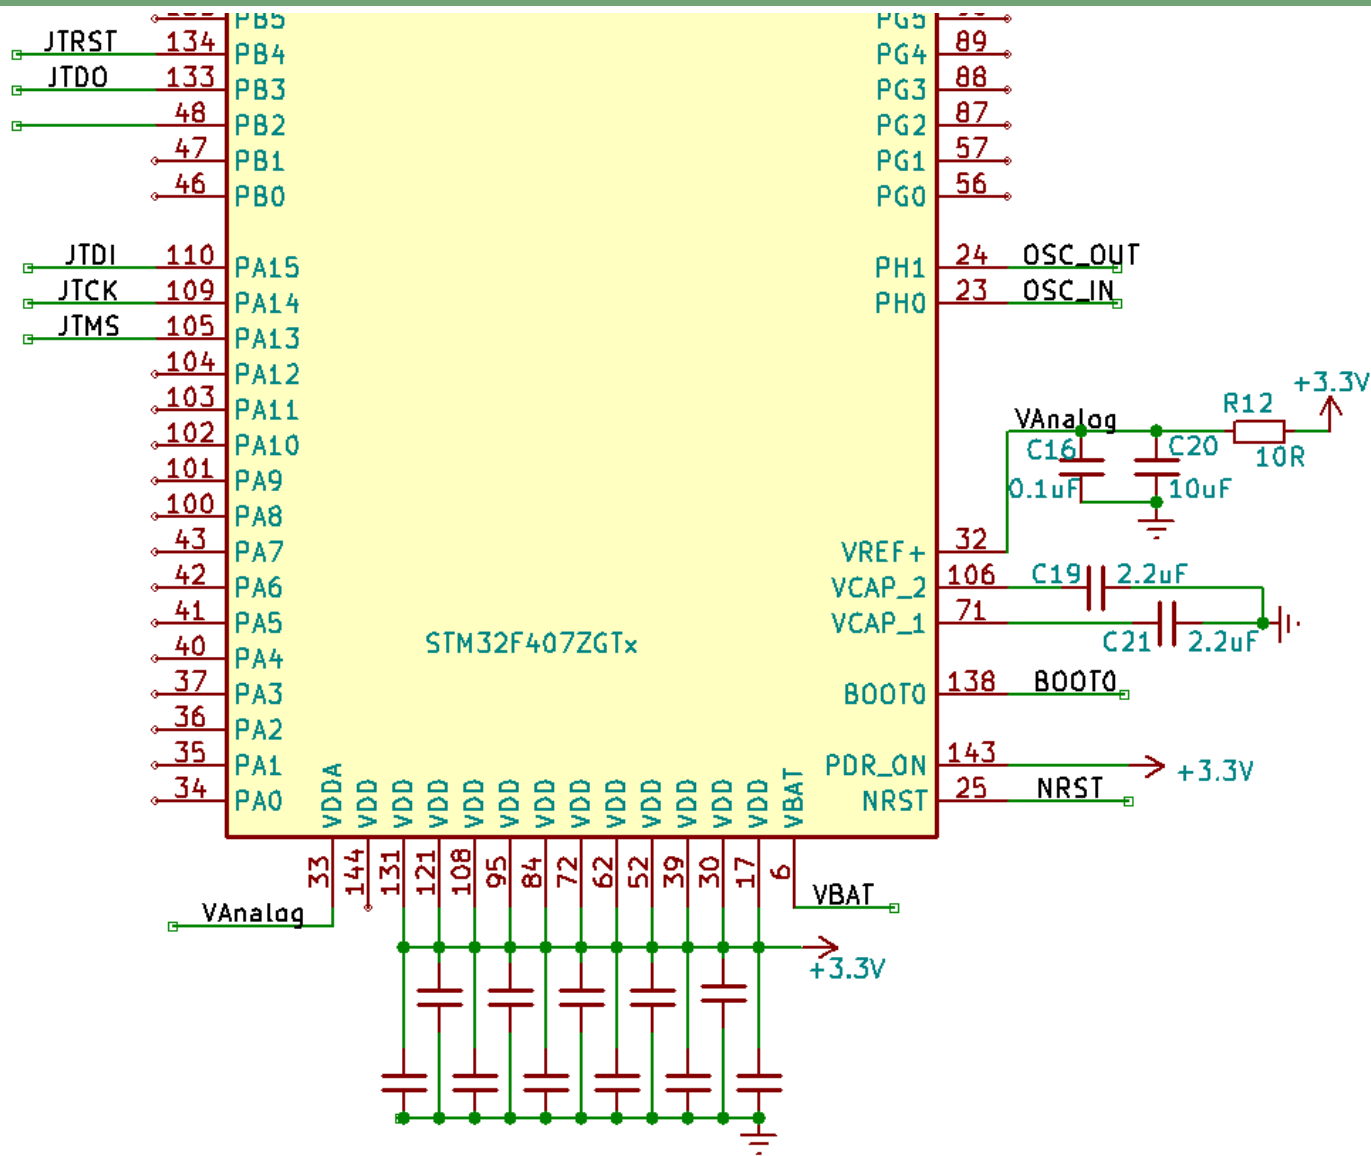 PB5 PG5
JTRST 134 PB4 PG4 89
JTDO 133 PB3 PG3 88
48 PB2 PG2 87
47 PB1 PG1 57
46 PB0 PG0 56
JTDI 110 PA15 PH1 24 OSC_OUT
JTCK 109 PA14 PH0 23 OSC_IN
JTMS 105 PA13
104 PA12
+3.3V
103 PA11
R12
VAnalog
102 PA10
C16 C20 10R
101 PA9
0.1uF 10uF
100 PA8
43 PA7 VREF+ 32
42 PA6 VCAP_2 106 C19 2.2uF
41 PA5 VCAP_1 71
STM32F407ZGTx
C21 2.2uF
40 PA4
37 PA3 BOOT0 138 BOOT0
36 PA2
35 PA1 PDR_ON 143 +3.3V
34 PA0 NRST 25 NRST
VDDA VDD VDD VDD VDD VDD VDD VDD VDD VDD VDD VDD VDD VBAT
33 144 131 121 108 95 84 72 62 52 39 30 17 6
VBAT
VAnalog
+3.3V